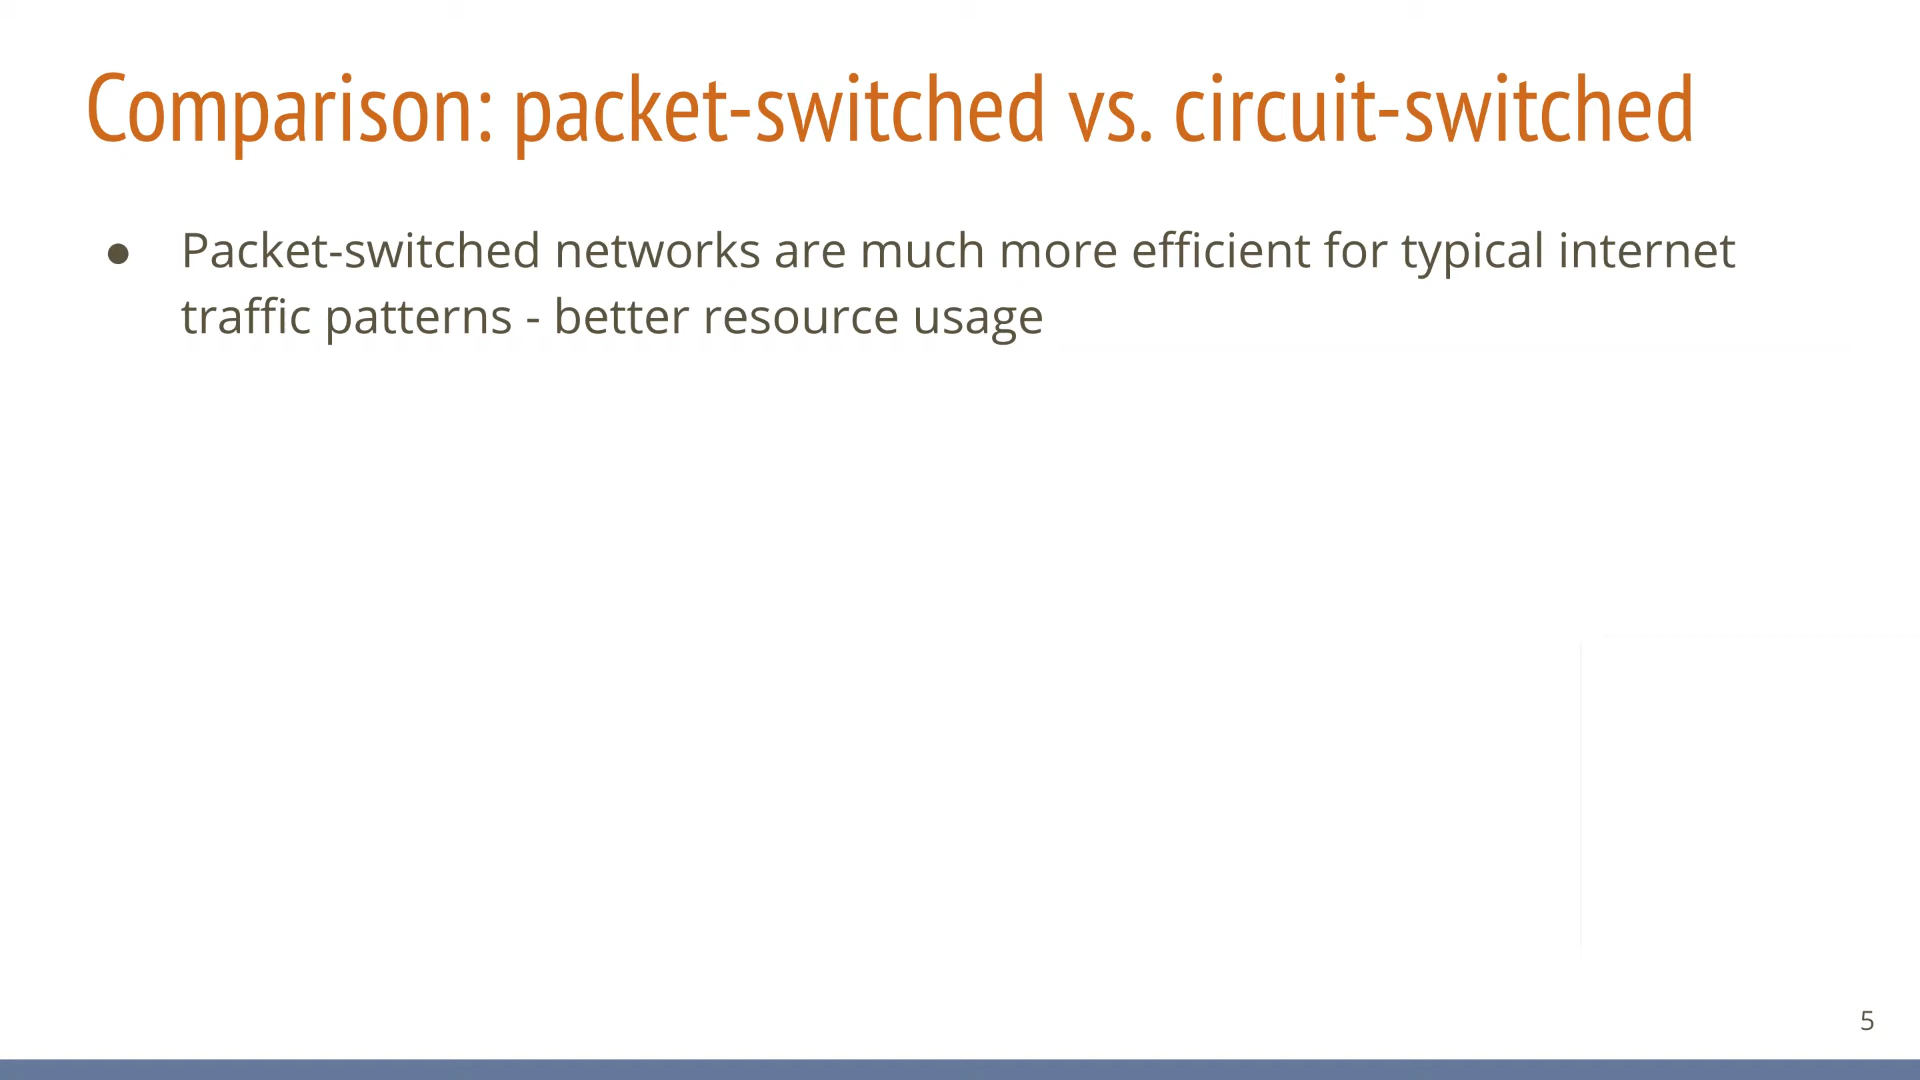 Comparison: packet-switched vs. circuit-switched
● Packet-switched networks are much more efficient for typical internet
traffic patterns - better resource usage
5